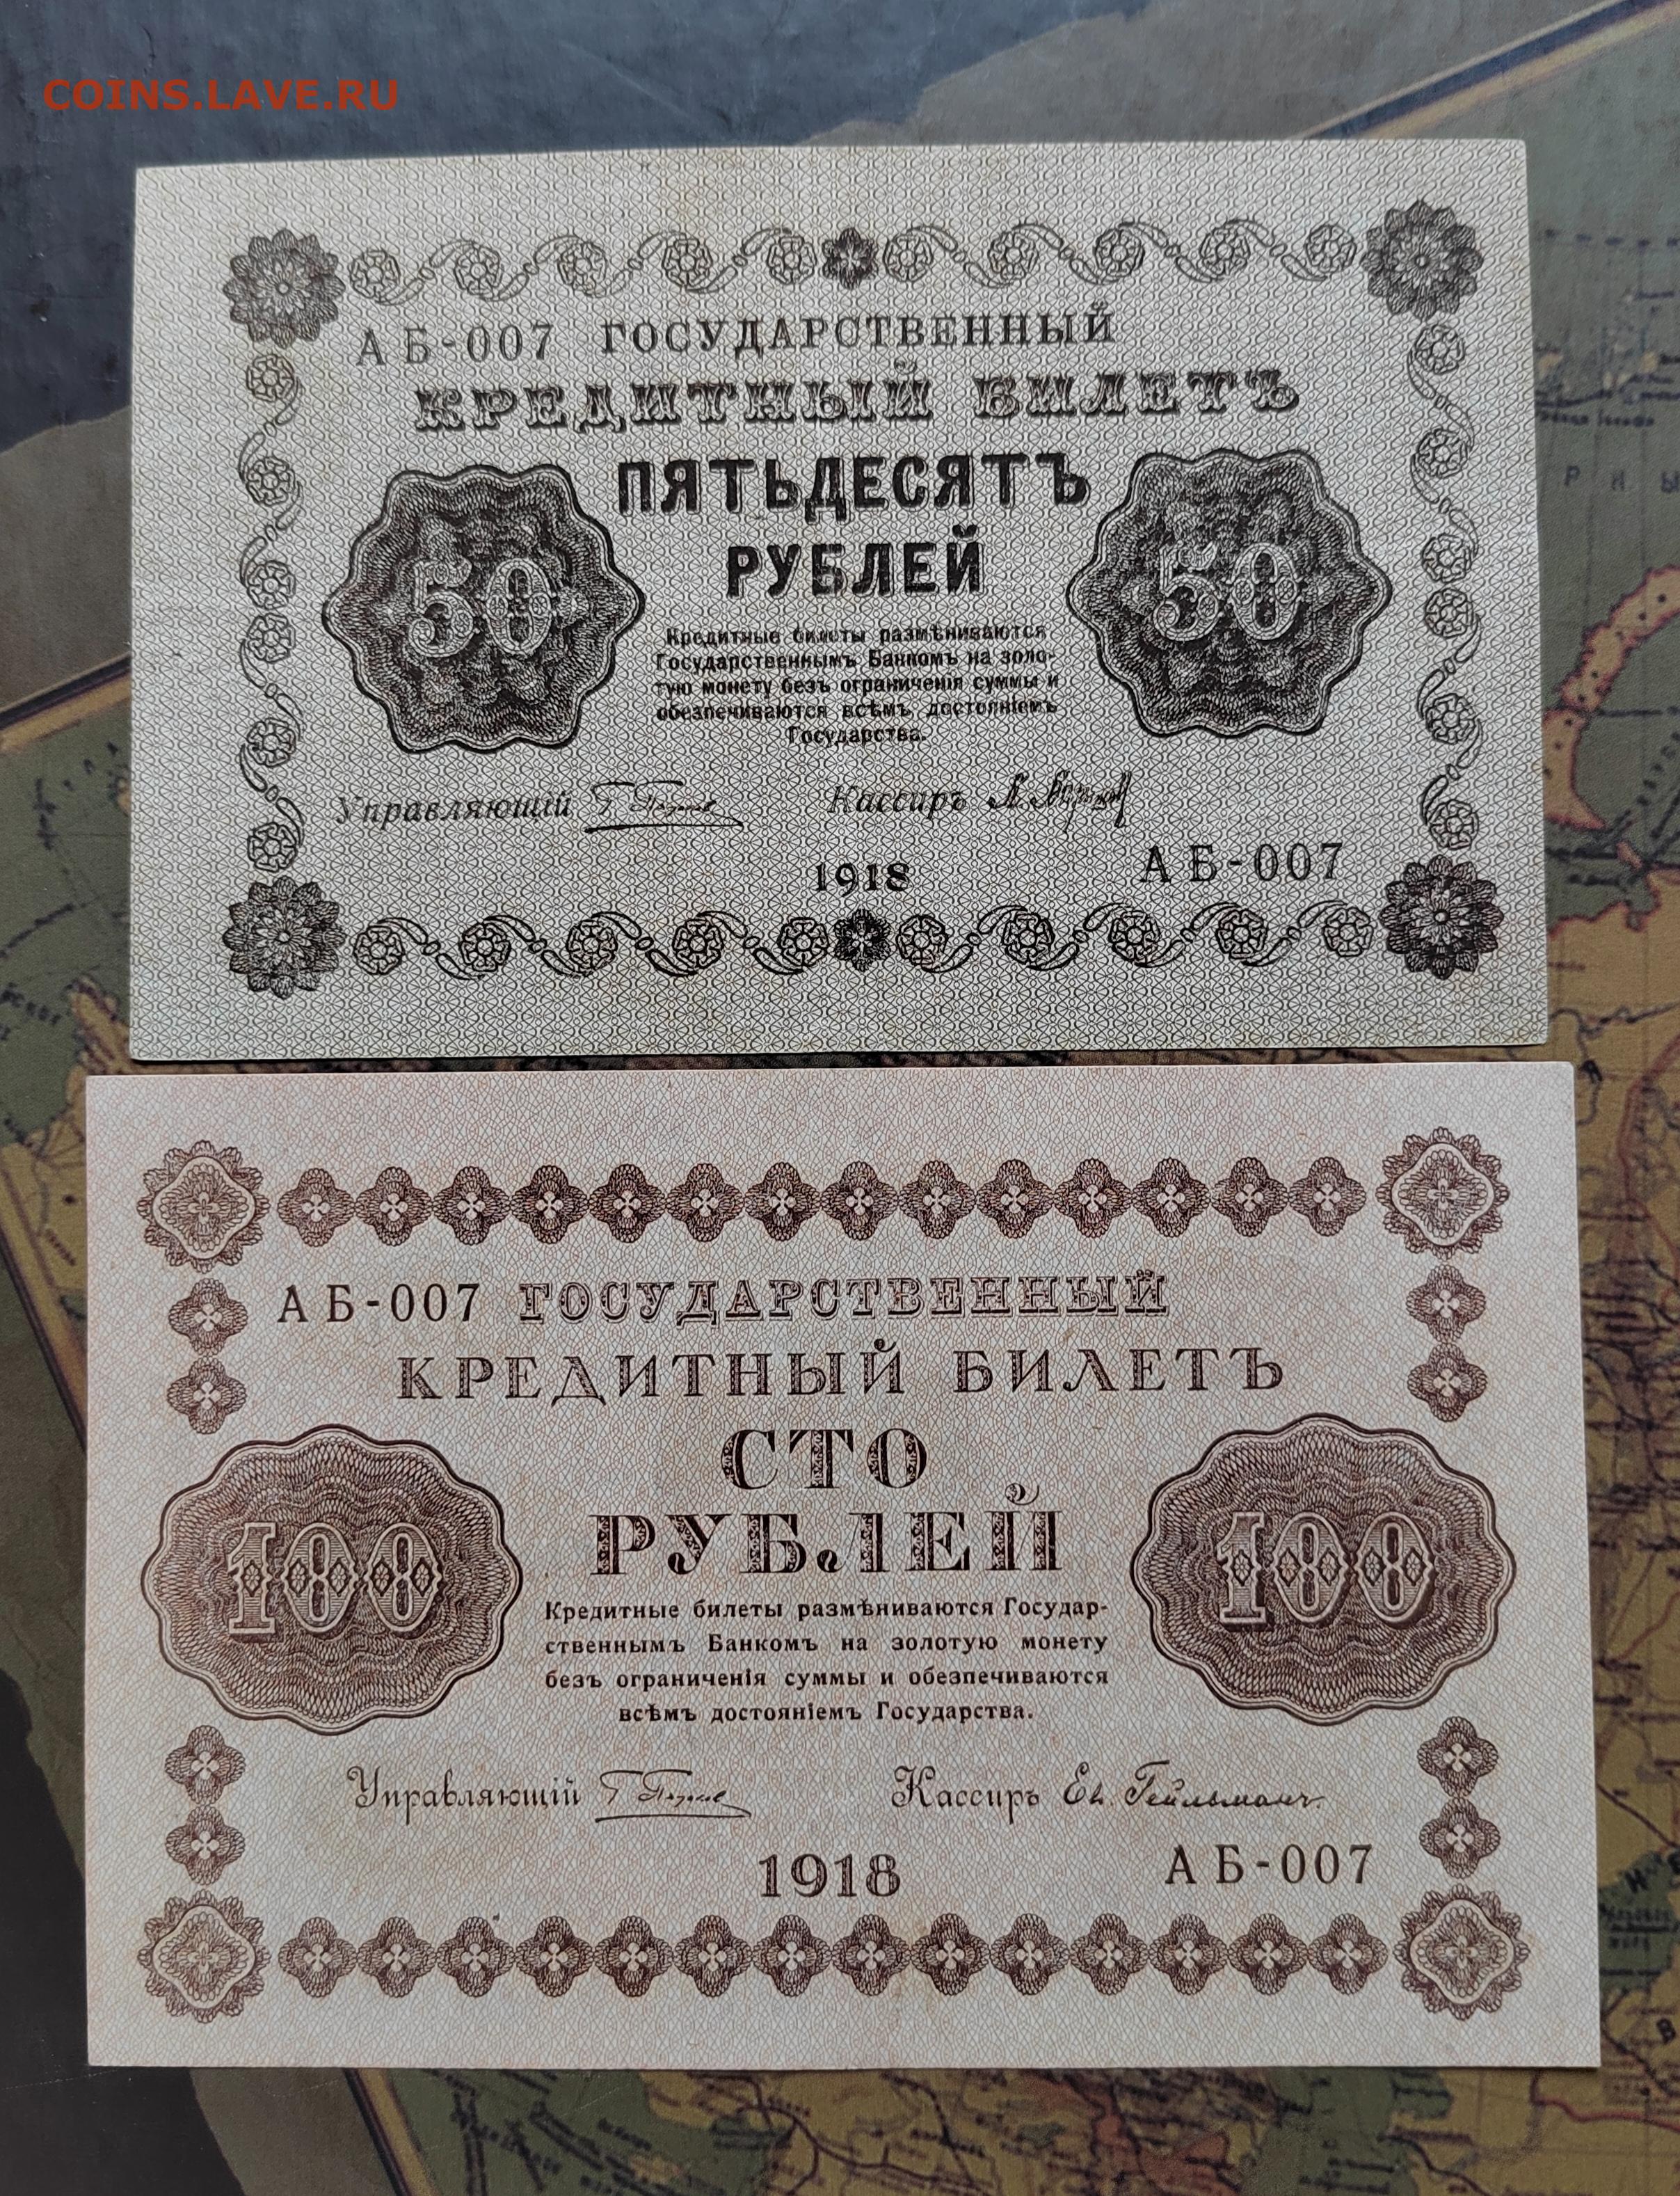 COINS.LAVE.RU
АБ-007 ГОСУДАРСТВЕННЫЙ
КРЕДИТНЫЙ БИЛЕТЪ
ПЯТЬДЕСЯТЪ
РУБЛЕЙ
50
50
Кредитные билеты размѣниваются
Государственнымъ Банкомъ на золо-
тую монету безъ ограниченія суммы и
обезпечиваются всѣмъ достояніемъ
Государства.
Управляющій Кассиръ
1918
АБ-007
АБ-007 ГОСУДАРСТВЕННЫЙ
КРЕДИТНЫЙ БИЛЕТЪ
СТО
РУБЛЕЙ
100
100
Кредитные билеты размѣниваются Государ-
ственнымъ Банкомъ на золотую монету
безъ ограниченія суммы и обезпечиваются
всѣмъ достояніемъ Государства.
Управляющій Кассиръ Ев. Гейльманъ
1918
АБ-007